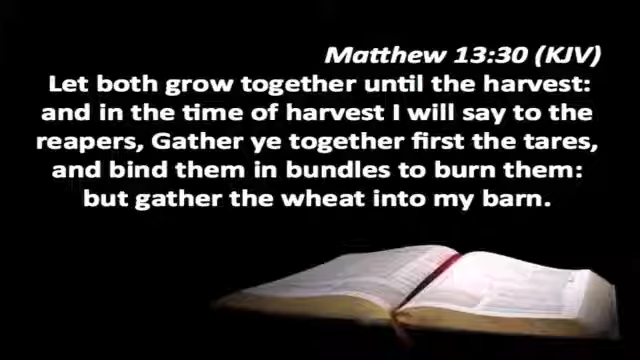 Matthew 13:30 (KJV)
Let both grow together until the harvest:
and in the time of harvest I will say to the
reapers, Gather ye together first the tares,
and bind them in bundles to burn them:
but gather the wheat into my barn.